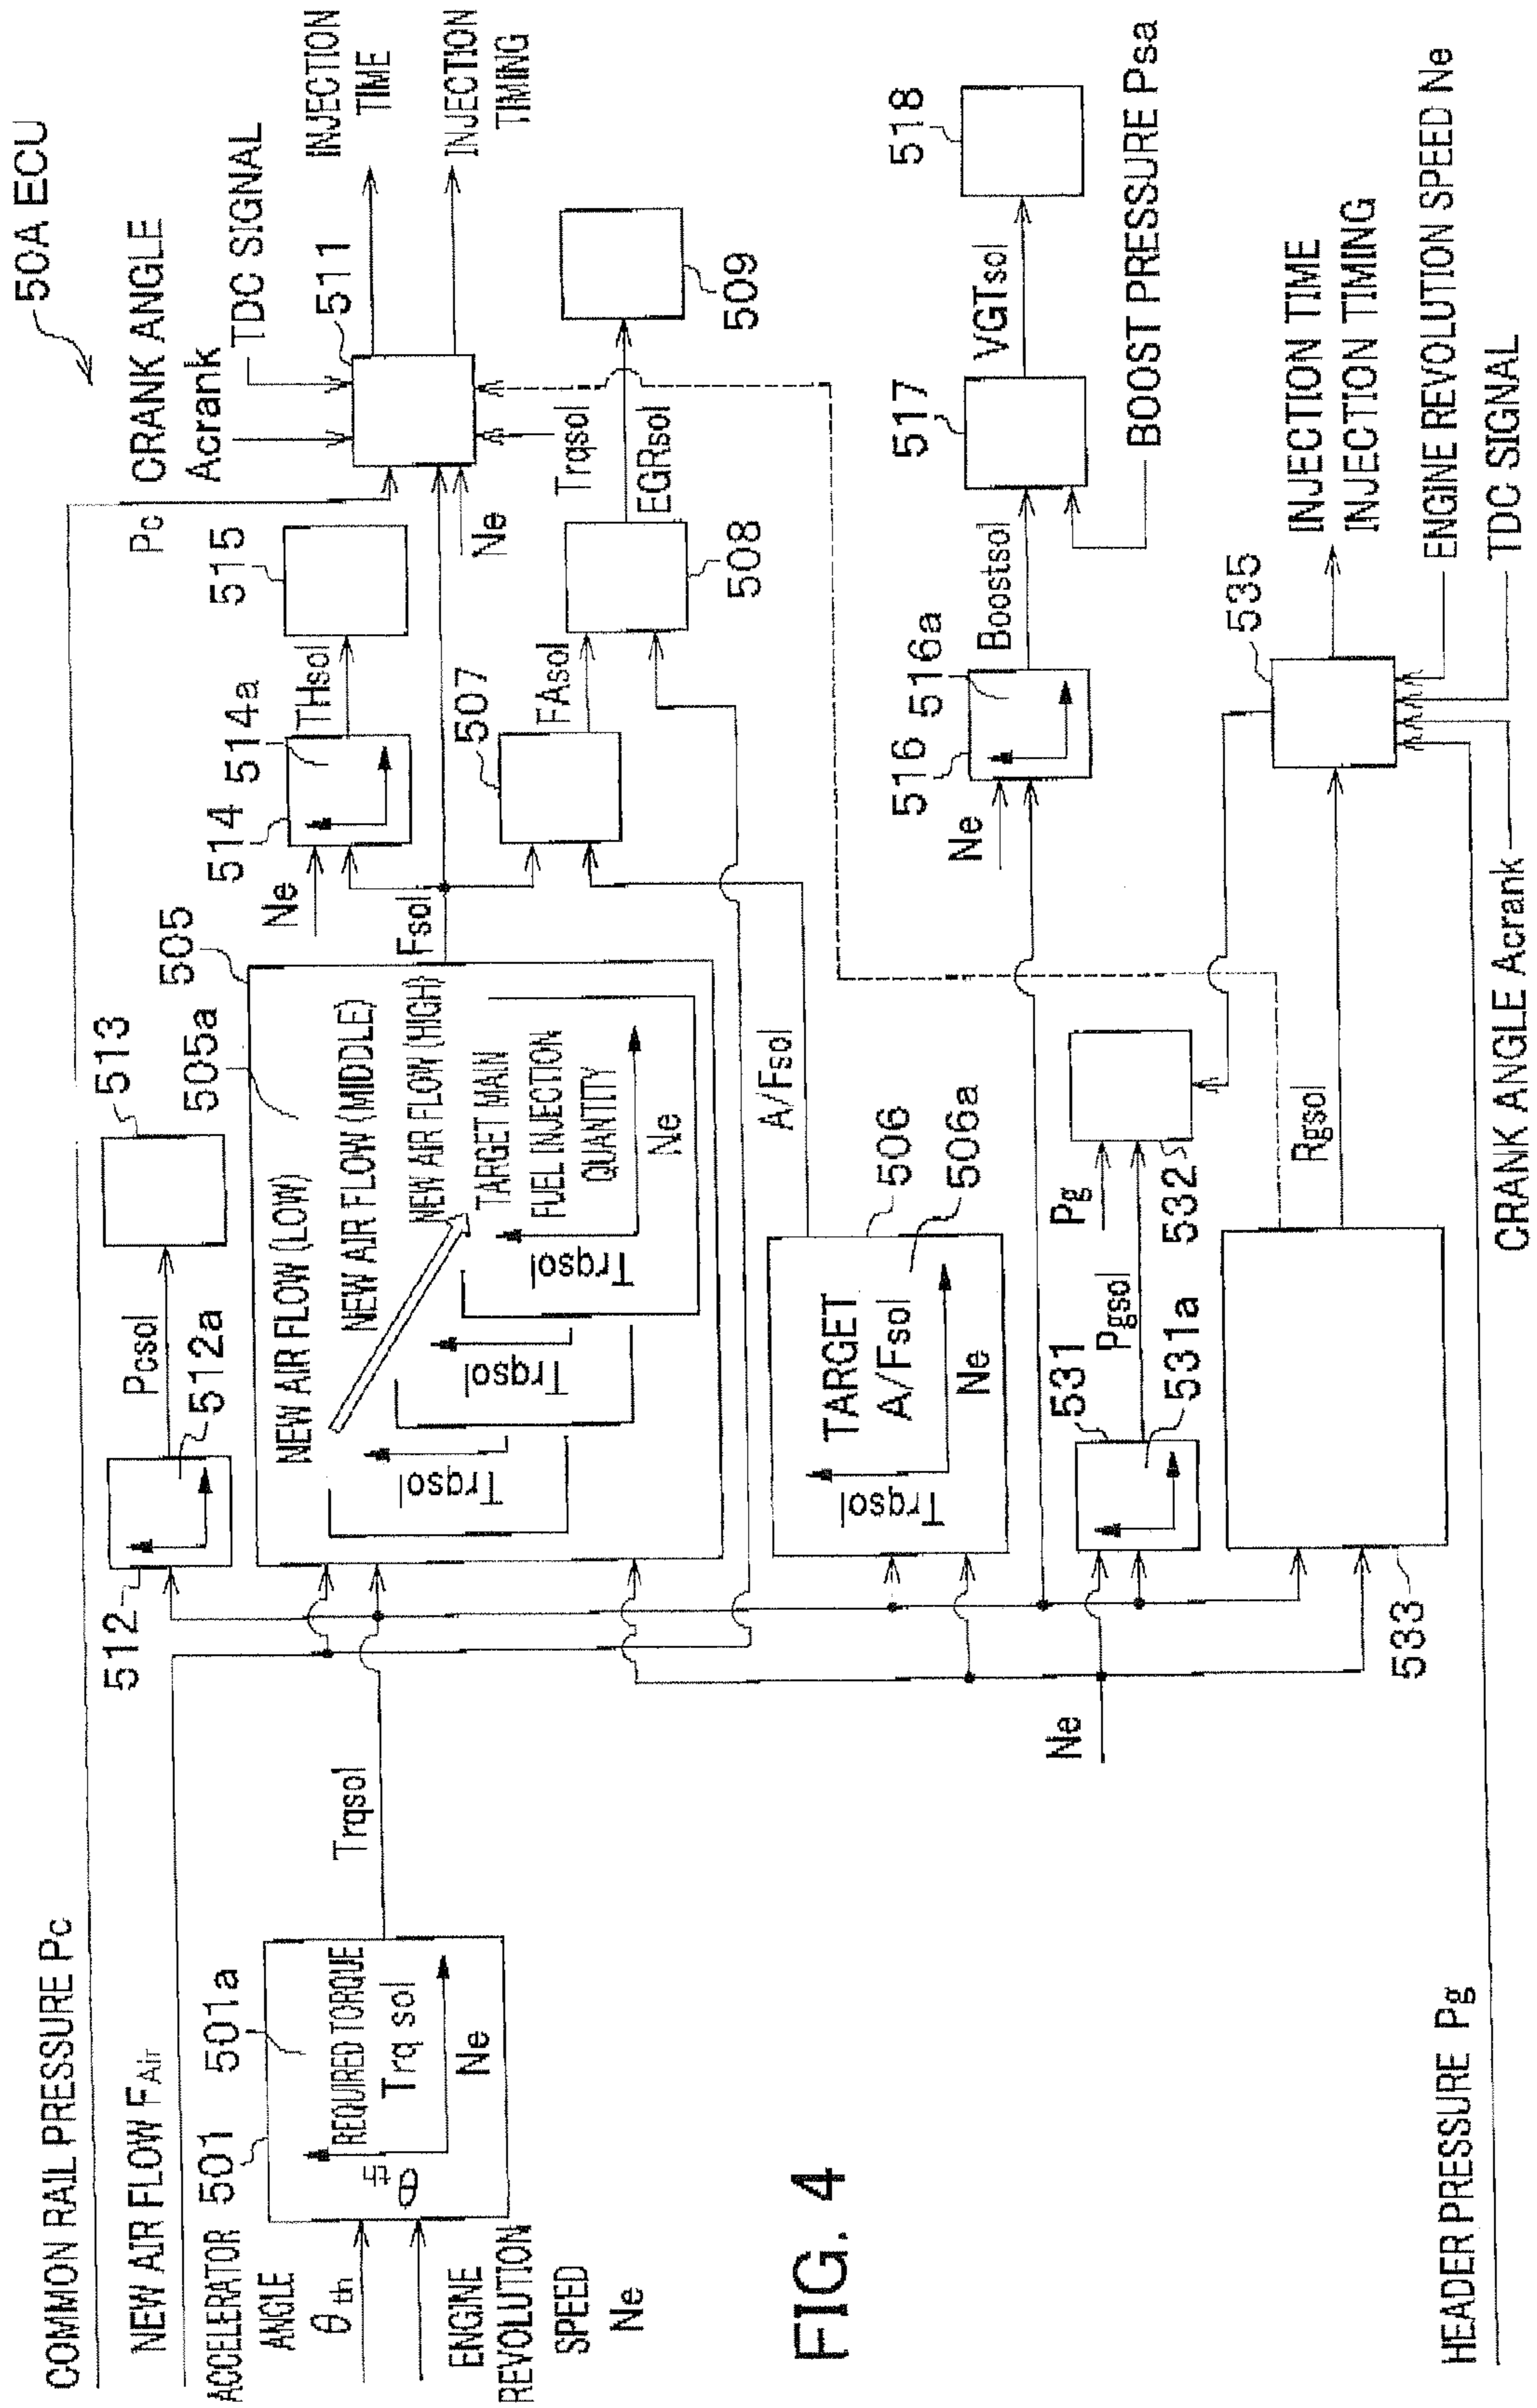 50A ECU
COMMON RAIL PRESSURE Pc
NEW AIR FLOW FAir
ACCELERATOR
ANGLE
θth
ENGINE
REVOLUTION
SPEED
Ne
501
501a
REQUIRED TORQUE
Trq sol
θth
Ne
Trqsol
512
512a
Pcsol
513
505a
505
NEW AIR FLOW (LOW)
NEW AIR FLOW (MIDDLE)
NEW AIR FLOW (HIGH)
TARGET MAIN
FUEL INJECTION
QUANTITY
Ne
Trqsol
Trqsol
Trqsol
Fsol
Ne
514
514a
THsol
515
Pc
CRANK ANGLE
Acrank
TDC SIGNAL
511
INJECTION
TIME
INJECTION
TIMING
Ne
Trqsol
507
FAsol
508
EGRsol
509
A/Fsol
TARGET
A/Fsol
Trqsol
Ne
506
506a
Ne
516
516a
Boostsol
517
VGTsol
518
BOOST PRESSURE Psa
Ne
531
531a
Pgsol
Pg
532
533
Rgsol
535
INJECTION TIME
INJECTION TIMING
ENGINE REVOLUTION SPEED Ne
TDC SIGNAL
CRANK ANGLE Acrank
HEADER PRESSURE Pg
FIG. 4